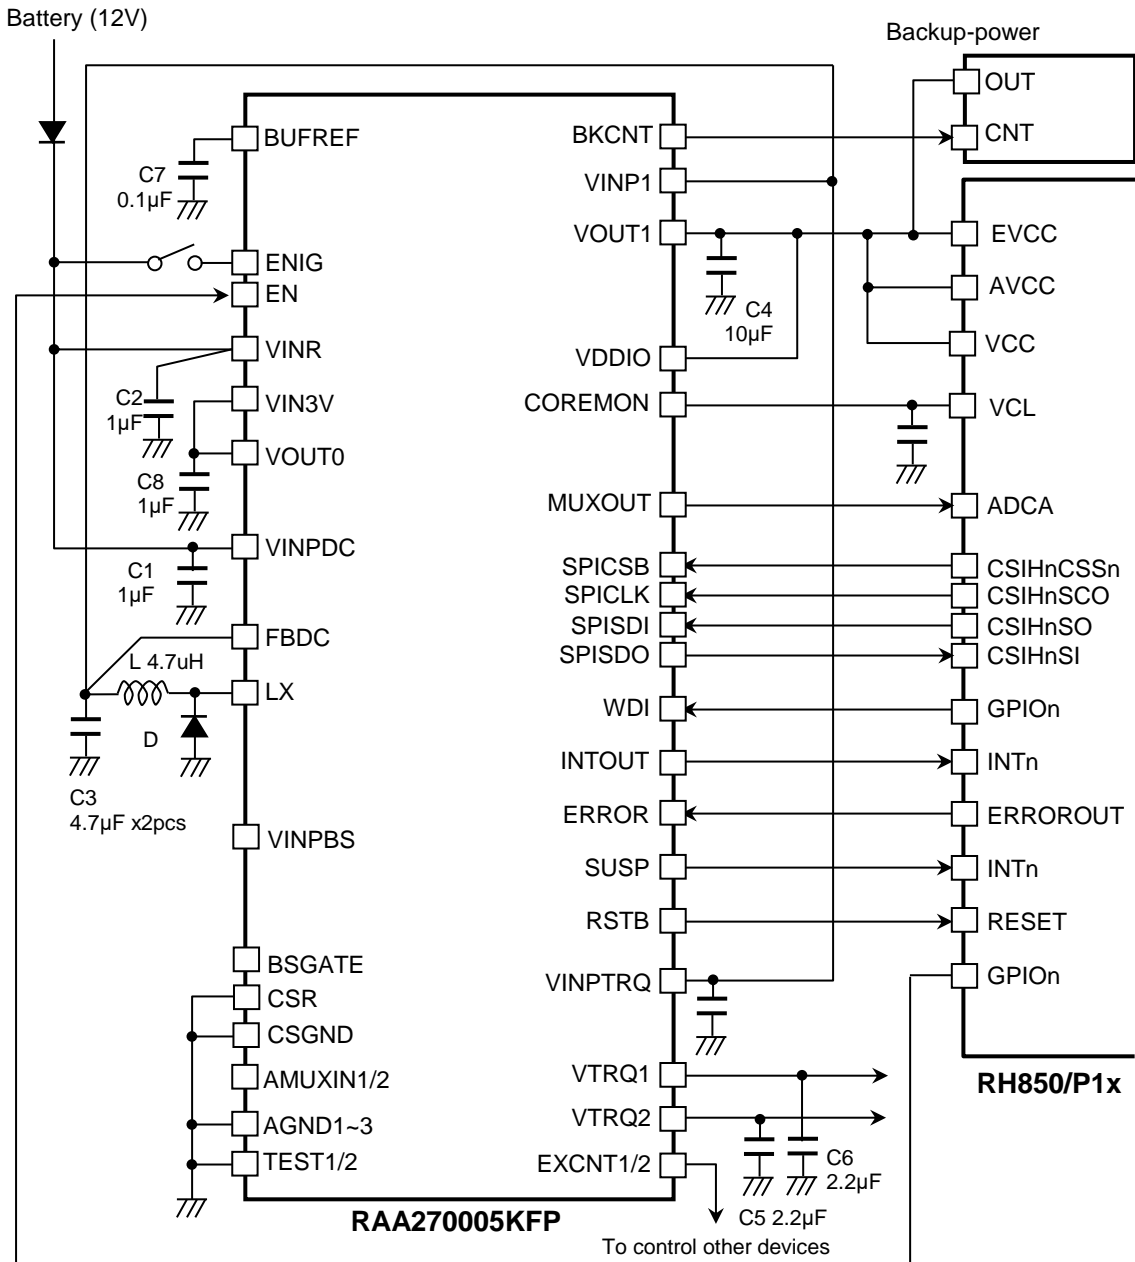 Battery (12V)
Backup-power
OUT
CNT
BUFREF
C7
0.1µF
ENIG
EN
VINR
C2
1µF
VIN3V
VOUT0
C8
1µF
VINPDC
C1
1µF
FBDC
L 4.7uH
LX
D
C3
4.7µF x2pcs
VINPBS
BSGATE
CSR
CSGND
AMUXIN1/2
AGND1~3
TEST1/2
BKCNT
VINP1
VOUT1
C4
10µF
VDDIO
COREMON
MUXOUT
SPICSB
SPICLK
SPISDI
SPISDO
WDI
INTOUT
ERROR
SUSP
RSTB
VINPTRQ
VTRQ1
VTRQ2
EXCNT1/2
C6
2.2µF
C5 2.2µF
To control other devices
RAA270005KFP
EVCC
AVCC
VCC
VCL
ADCA
CSIHnCSSn
CSIHnSCO
CSIHnSO
CSIHnSI
GPIOn
INTn
ERROROUT
INTn
RESET
GPIOn
RH850/P1x